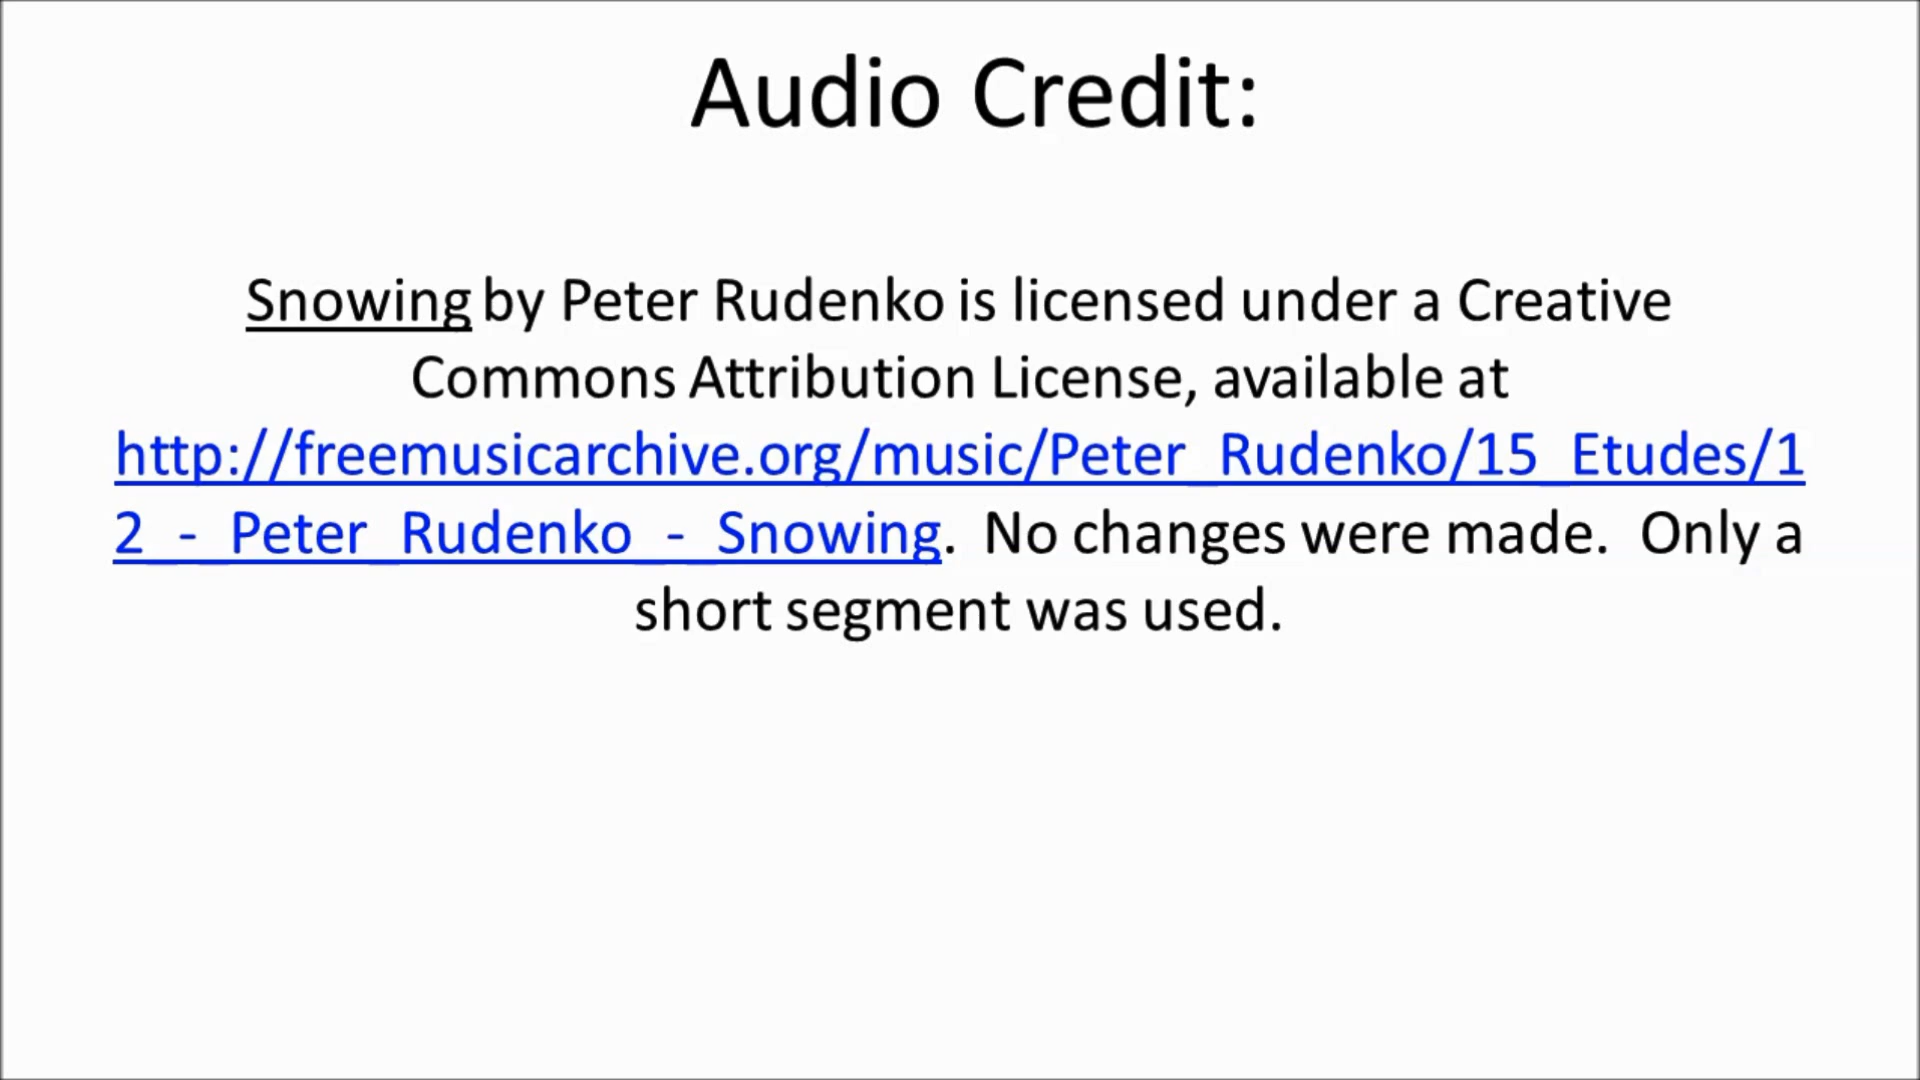 Audio Credit:
Snowing by Peter Rudenko is licensed under a Creative
Commons Attribution License, available at
http://freemusicarchive.org/music/Peter_Rudenko/15_Etudes/1
2_-_Peter_Rudenko_-_Snowing.  No changes were made.  Only a
short segment was used.